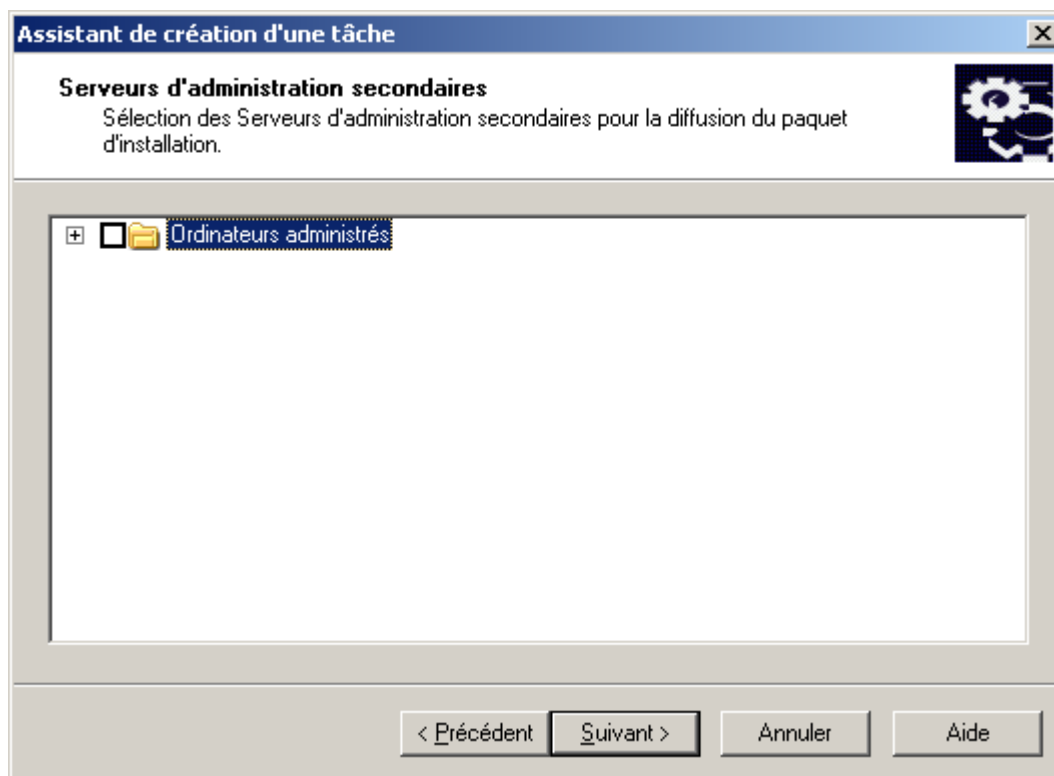 Assistant de création d'une tâche
Serveurs d'administration secondaires
Sélection des Serveurs d'administration secondaires pour la diffusion du paquet
d'installation.
Ordinateurs administrés
< Précédent
Suivant >
Annuler
Aide